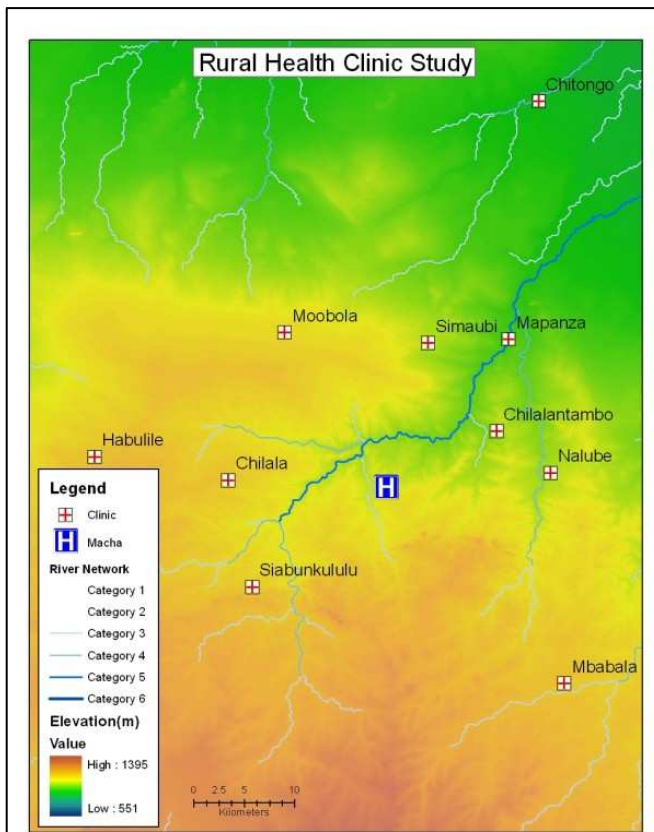 Rural Health Clinic Study
Chitongo
Moobola
Simaubi
Mapanza
Chilalantambo
Habulile
Chilala
Nalube
H
Siabunkululu
Mbabala
Legend
Clinic
H Macha
River Network
Category 1
Category 2
Category 3
Category 4
Category 5
Category 6
Elevation(m)
Value
High : 1395
Low : 551
0 2.5 5 10
Kilometers